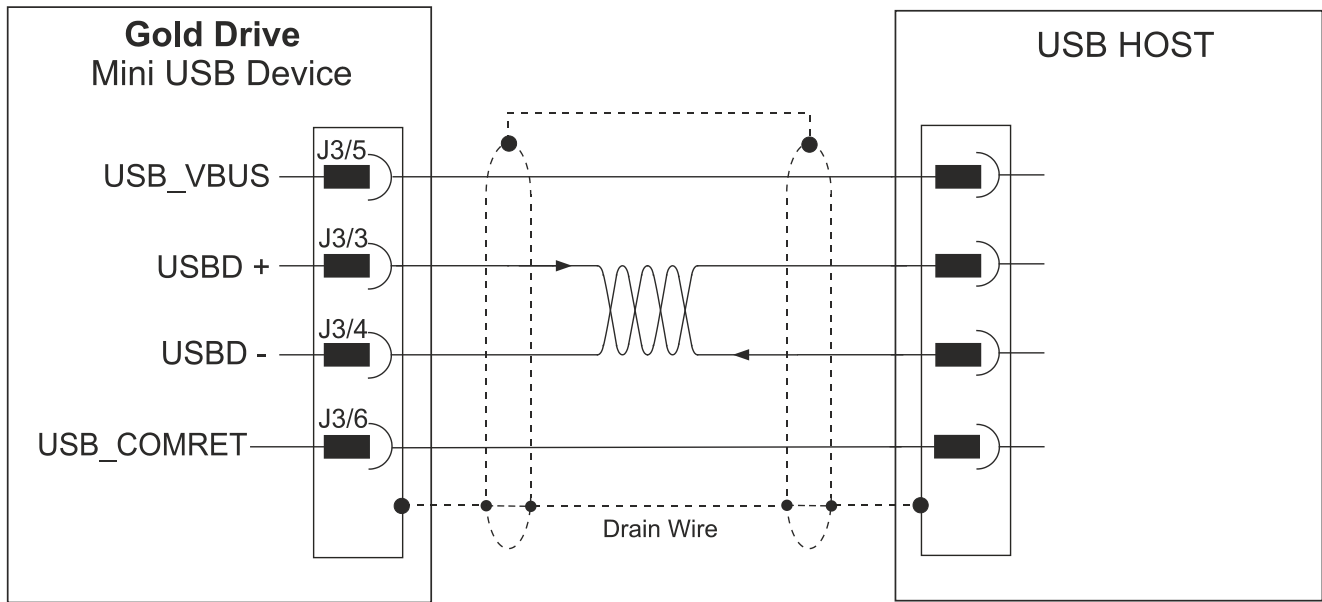 Gold Drive
Mini USB Device
USB HOST
J3/5
USB_VBUS
J3/3
USBD +
J3/4
USBD -
J3/6
USB_COMRET
Drain Wire